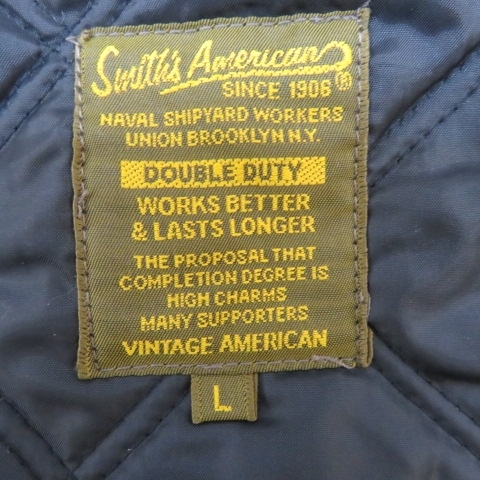 Smith's American
SINCE 1906 ®
NAVAL SHIPYARD WORKERS
UNION BROOKLYN N.Y.
DOUBLE DUTY
WORKS BETTER
& LASTS LONGER
THE PROPOSAL THAT
COMPLETION DEGREE IS
HIGH CHARMS
MANY SUPPORTERS
VINTAGE AMERICAN
L